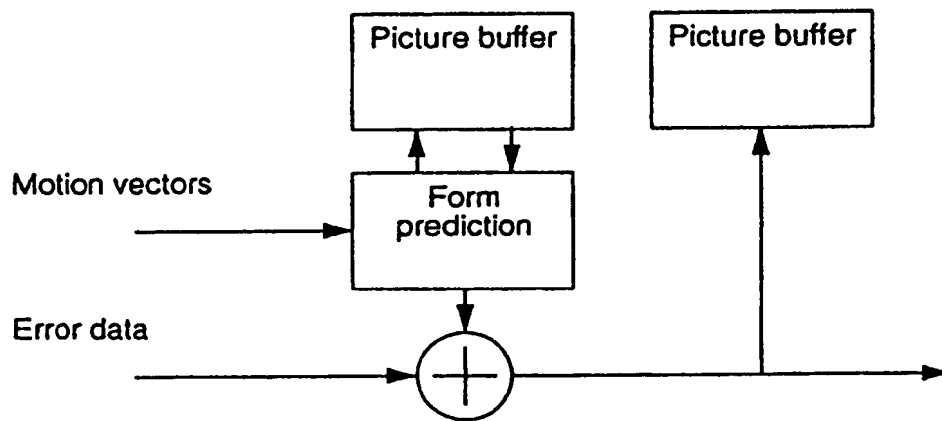 Picture buffer
Picture buffer
Motion vectors
Form
prediction
Error data